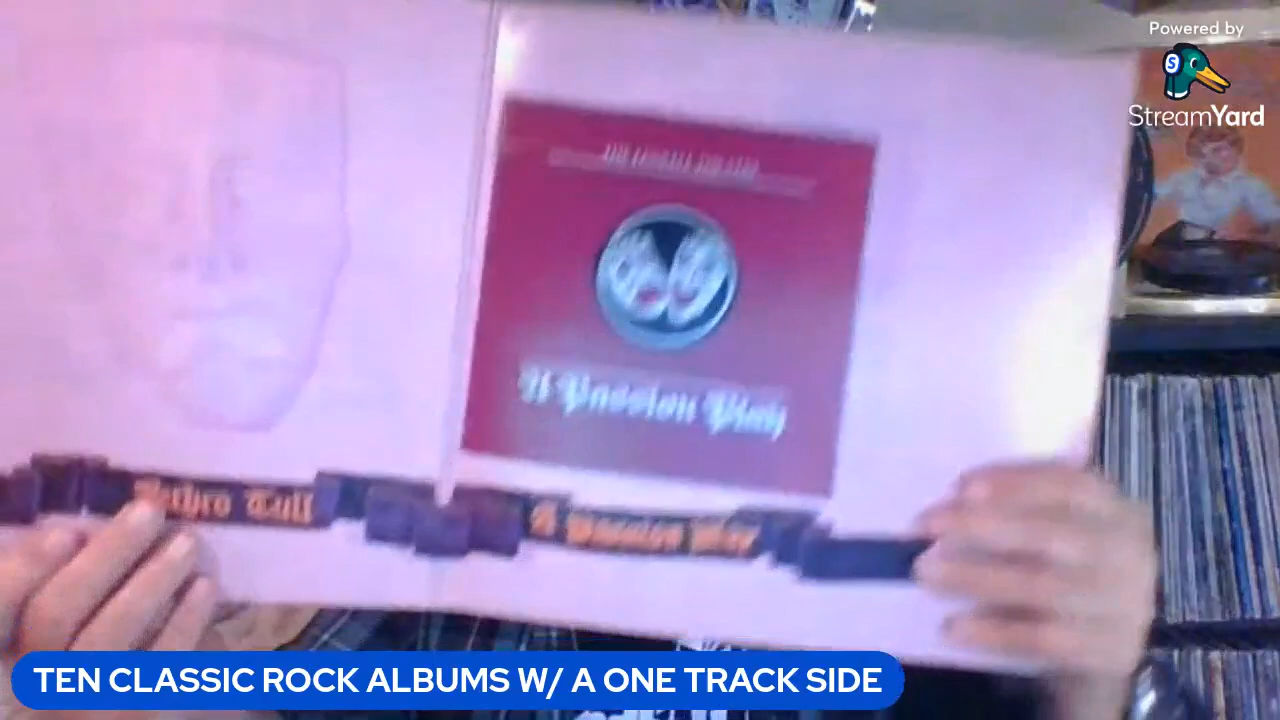 Powered by
StreamYard
A Passion Play
Jethro Tull
A Passion Play
TEN CLASSIC ROCK ALBUMS W/ A ONE TRACK SIDE